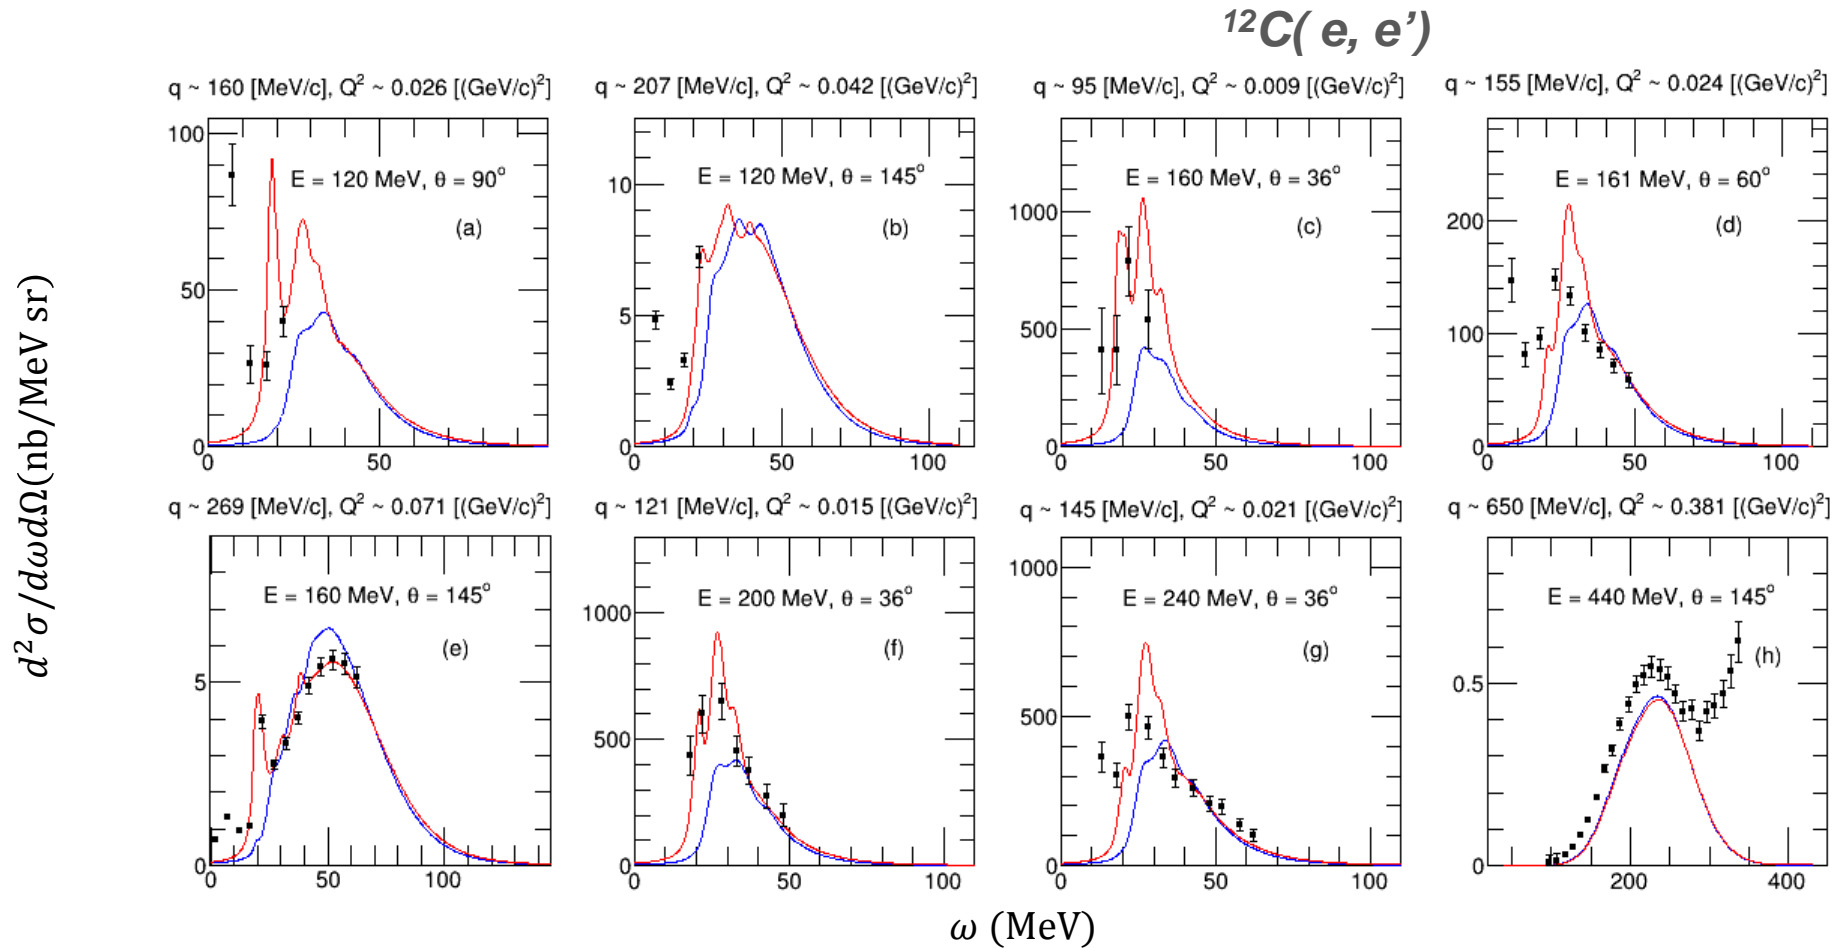 ¹²C( e, e’)
q ~ 160 [MeV/c], Q² ~ 0.026 [(GeV/c)²]
q ~ 207 [MeV/c], Q² ~ 0.042 [(GeV/c)²]
q ~ 95 [MeV/c], Q² ~ 0.009 [(GeV/c)²]
q ~ 155 [MeV/c], Q² ~ 0.024 [(GeV/c)²]
E = 120 MeV, θ = 90°
(a)
100
50
0
0 50
E = 120 MeV, θ = 145°
(b)
10
5
0
0 50 100
E = 160 MeV, θ = 36°
(c)
1000
500
0
0 50 100
E = 161 MeV, θ = 60°
(d)
200
100
0
0 50 100
d²σ/dωdΩ(nb/MeV sr)
q ~ 269 [MeV/c], Q² ~ 0.071 [(GeV/c)²]
q ~ 121 [MeV/c], Q² ~ 0.015 [(GeV/c)²]
q ~ 145 [MeV/c], Q² ~ 0.021 [(GeV/c)²]
q ~ 650 [MeV/c], Q² ~ 0.381 [(GeV/c)²]
E = 160 MeV, θ = 145°
(e)
5
0
0 50 100
E = 200 MeV, θ = 36°
(f)
1000
500
0
0 50 100
E = 240 MeV, θ = 36°
(g)
1000
500
0
0 50 100
E = 440 MeV, θ = 145°
(h)
0.5
0
200 400
ω (MeV)